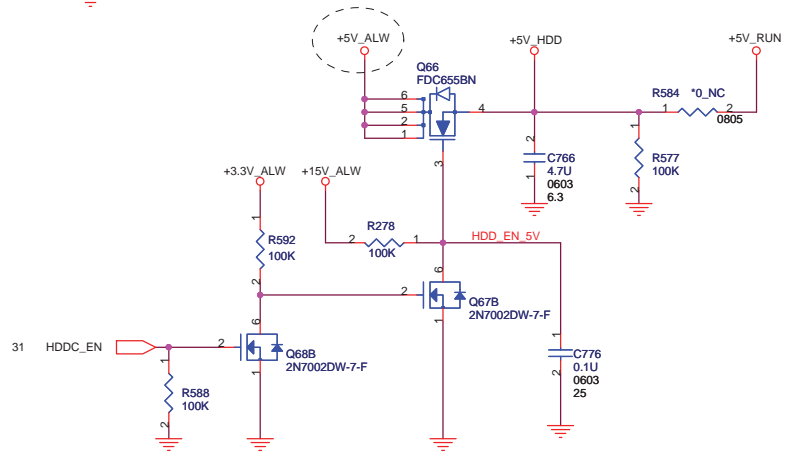 +5V_ALW
+5V_HDD
+5V_RUN
Q66
FDC655BN
6
5
2
1
4
3
R584 *0_NC
1
2
0805
2
C766
4.7U
0603
6.3
1
1
R577
100K
2
+3.3V_ALW
+15V_ALW
1
R592
100K
2
R278
2
1
100K
HDD_EN_5V
6
2
Q67B
2N7002DW-7-F
1
6
31
HDDC_EN
2
Q68B
2N7002DW-7-F
1
1
R588
100K
2
1
C776
0.1U
0603
25
2